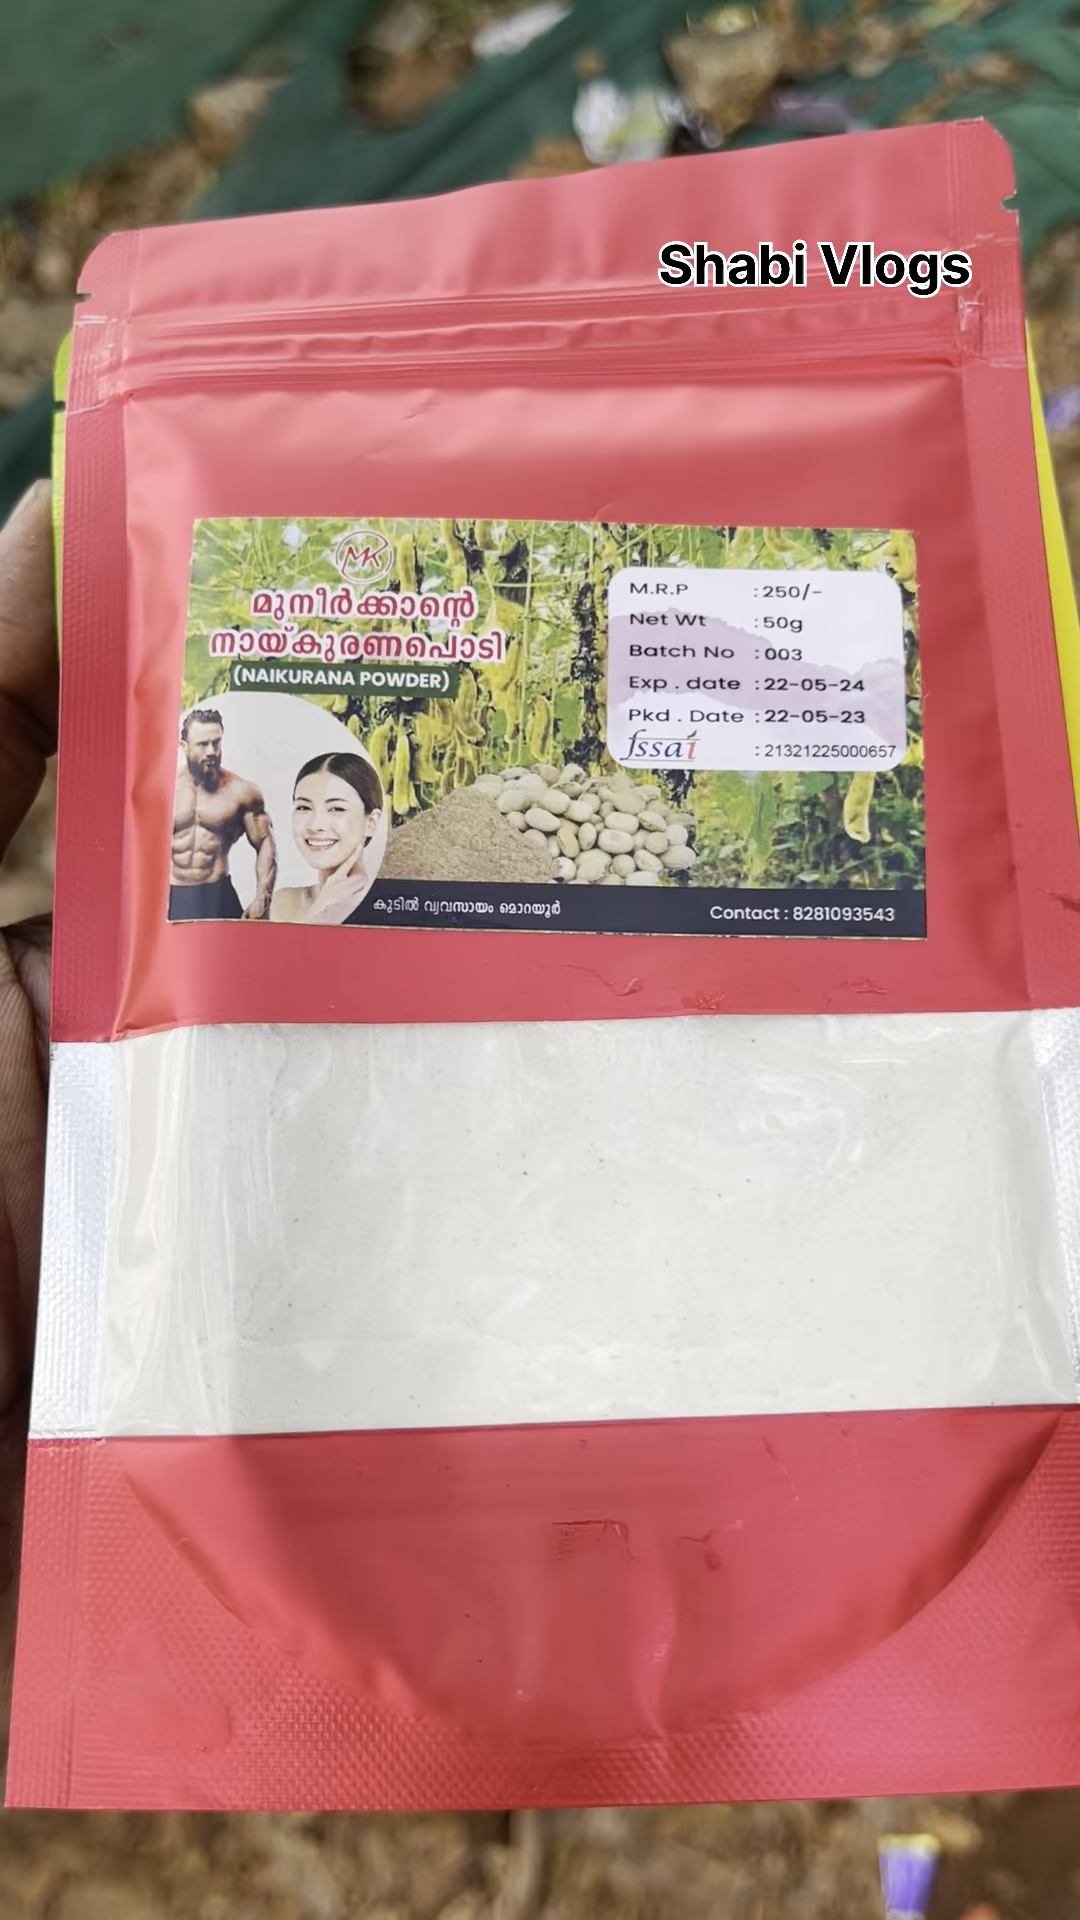 Shabi Vlogs
MK
മുനീർക്കാന്റെ
നായ്കുരണപൊടി
(NAIKURANA POWDER)
M.R.P : 250/-
Net Wt : 50g
Batch No : 003
Exp . date : 22-05-24
Pkd . Date : 22-05-23
fssai : 21321225000657
കുടിൽ വ്യവസായം മൊറയൂർ
Contact : 8281093543